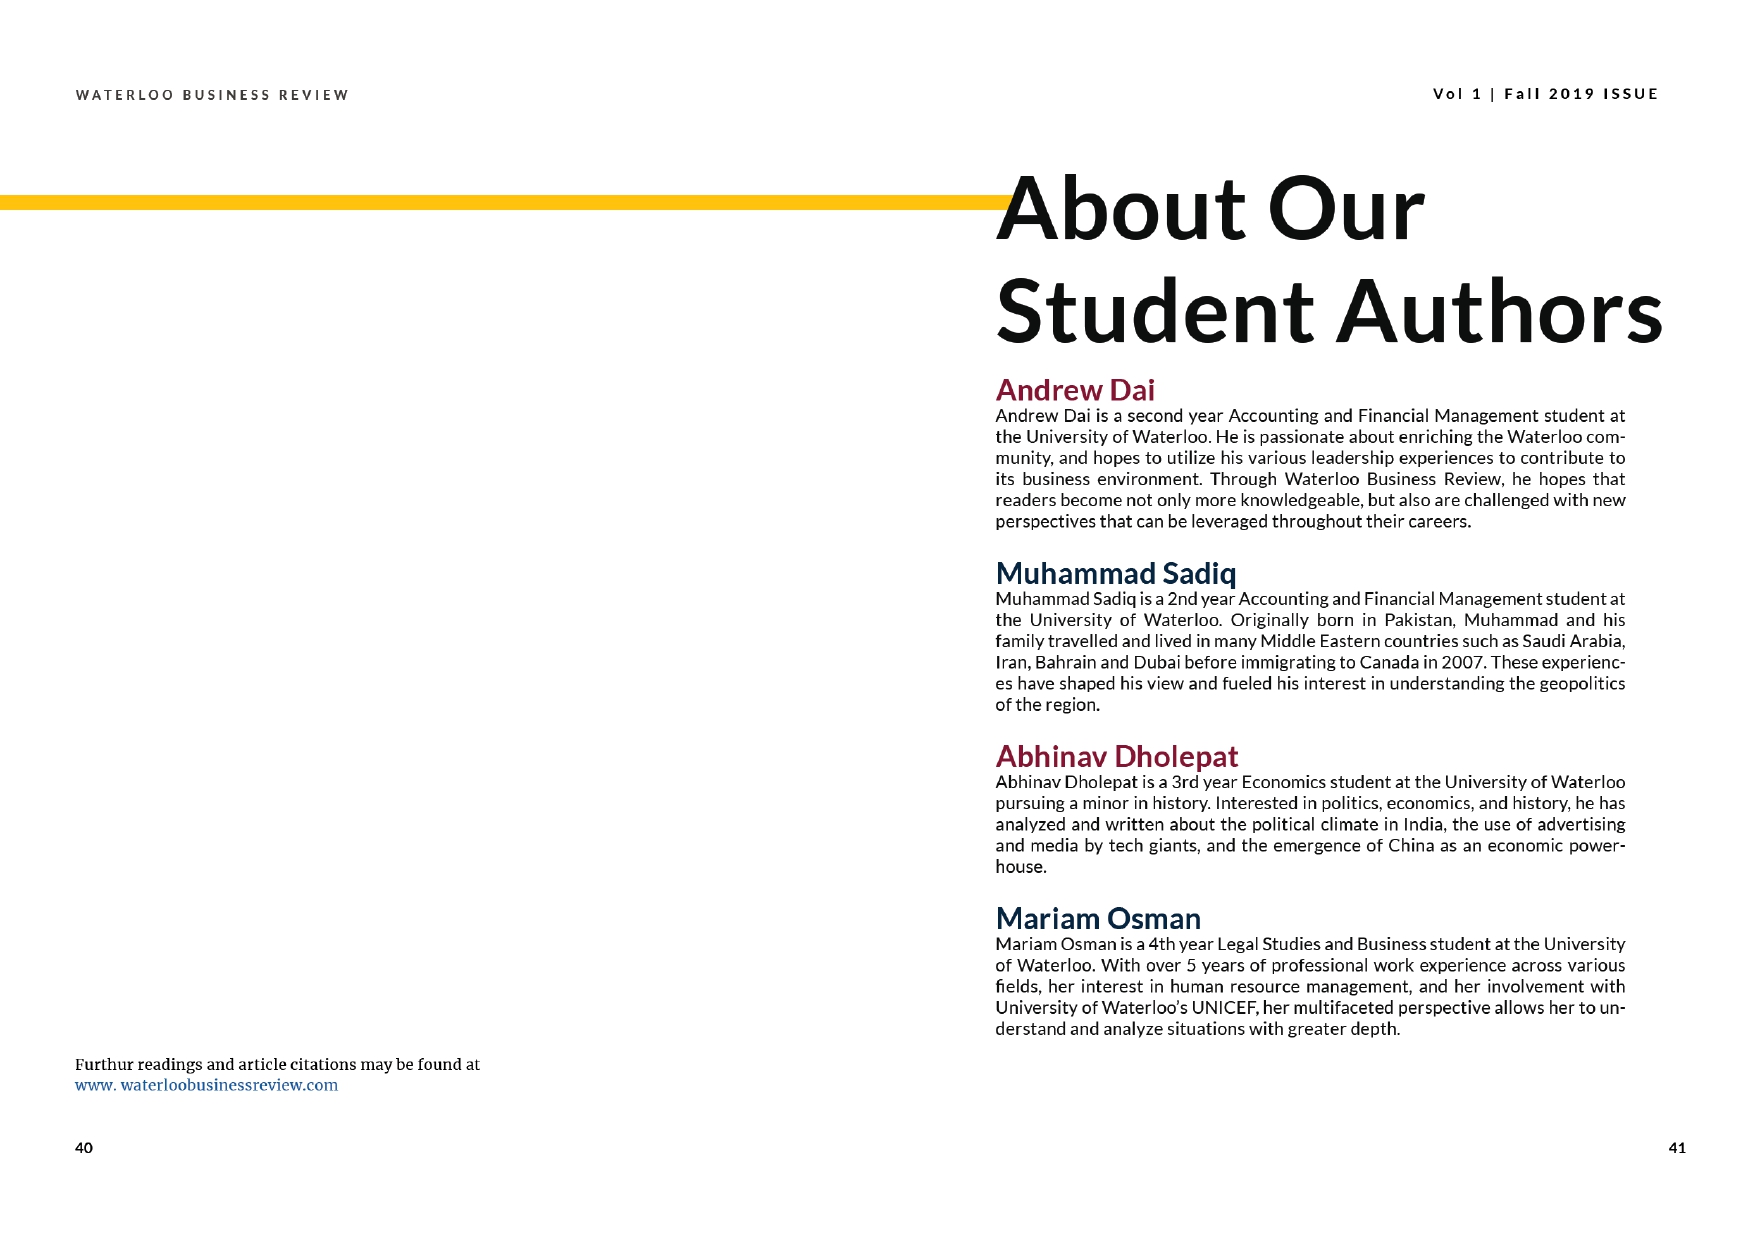 WATERLOO BUSINESS REVIEW
Vol 1 | Fall 2019 ISSUE
About Our
Student Authors
Andrew Dai
Andrew Dai is a second year Accounting and Financial Management student at
the University of Waterloo. He is passionate about enriching the Waterloo com-
munity, and hopes to utilize his various leadership experiences to contribute to
its business environment. Through Waterloo Business Review, he hopes that
readers become not only more knowledgeable, but also are challenged with new
perspectives that can be leveraged throughout their careers.
Muhammad Sadiq
Muhammad Sadiq is a 2nd year Accounting and Financial Management student at
the University of Waterloo. Originally born in Pakistan, Muhammad and his
family travelled and lived in many Middle Eastern countries such as Saudi Arabia,
Iran, Bahrain and Dubai before immigrating to Canada in 2007. These experienc-
es have shaped his view and fueled his interest in understanding the geopolitics
of the region.
Abhinav Dholepat
Abhinav Dholepat is a 3rd year Economics student at the University of Waterloo
pursuing a minor in history. Interested in politics, economics, and history, he has
analyzed and written about the political climate in India, the use of advertising
and media by tech giants, and the emergence of China as an economic power-
house.
Mariam Osman
Mariam Osman is a 4th year Legal Studies and Business student at the University
of Waterloo. With over 5 years of professional work experience across various
fields, her interest in human resource management, and her involvement with
University of Waterloo's UNICEF, her multifaceted perspective allows her to un-
derstand and analyze situations with greater depth.
Furthur readings and article citations may be found at
www. waterloobusinessreview.com
40
41